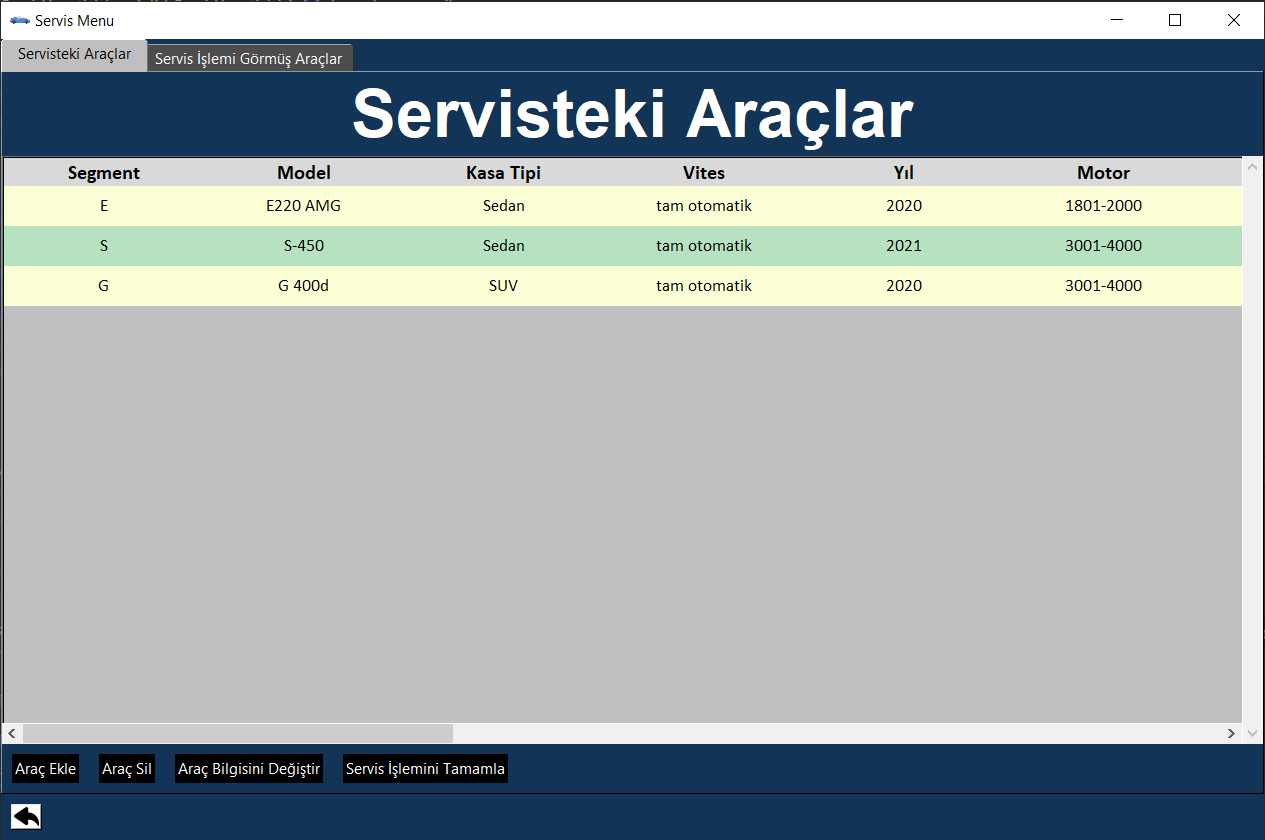 Servis Menu
Servisteki Araçlar
Servis İşlemi Görmüş Araçlar
Servisteki Araçlar
Segment Model Kasa Tipi Vites Yıl Motor
E E220 AMG Sedan tam otomatik 2020 1801-2000
S S-450 Sedan tam otomatik 2021 3001-4000
G G 400d SUV tam otomatik 2020 3001-4000
Araç Ekle Araç Sil Araç Bilgisini Değiştir Servis İşlemini Tamamla